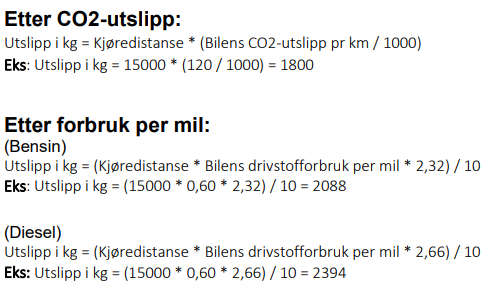 Etter CO2-utslipp:
Utslipp i kg = Kjøredistanse * (Bilens CO2-utslipp pr km / 1000)
Eks: Utslipp i kg = 15000 * (120 / 1000) = 1800
Etter forbruk per mil:
(Bensin)
Utslipp i kg = (Kjøredistanse * Bilens drivstofforbruk per mil * 2,32) / 10
Eks: Utslipp i kg = (15000 * 0,60 * 2,32) / 10 = 2088
(Diesel)
Utslipp i kg = (Kjøredistanse * Bilens drivstofforbruk per mil * 2,66) / 10
Eks: Utslipp i kg = (15000 * 0,60 * 2,66) / 10 = 2394